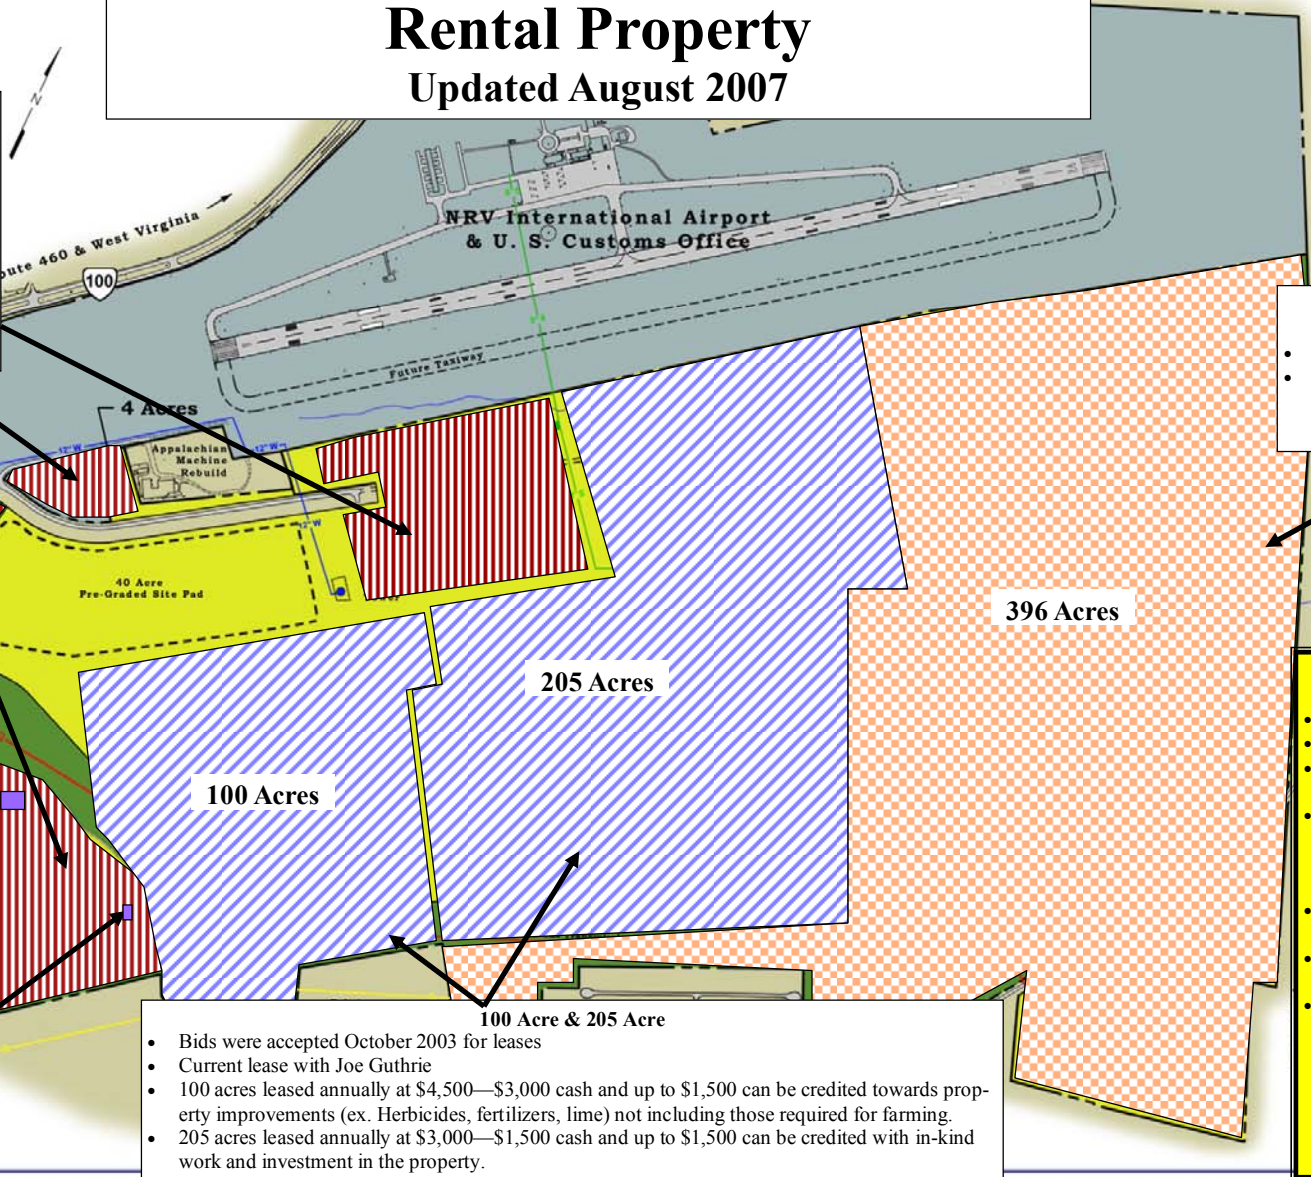 Rental Property
Updated August 2007
N
oute 460 & West Virginia
100
NRV International Airport
& U. S. Customs Office
Future Taxiway
4 Acres
12" W
12" W
Appalachian
Machine
Rebuild
12" W
40 Acre
Pre-Graded Site Pad
396 Acres
205 Acres
100 Acres
100 Acre & 205 Acre
• Bids were accepted October 2003 for leases
• Current lease with Joe Guthrie
• 100 acres leased annually at $4,500—$3,000 cash and up to $1,500 can be credited towards prop-
erty improvements (ex. Herbicides, fertilizers, lime) not including those required for farming.
• 205 acres leased annually at $3,000—$1,500 cash and up to $1,500 can be credited with in-kind
work and investment in the property.